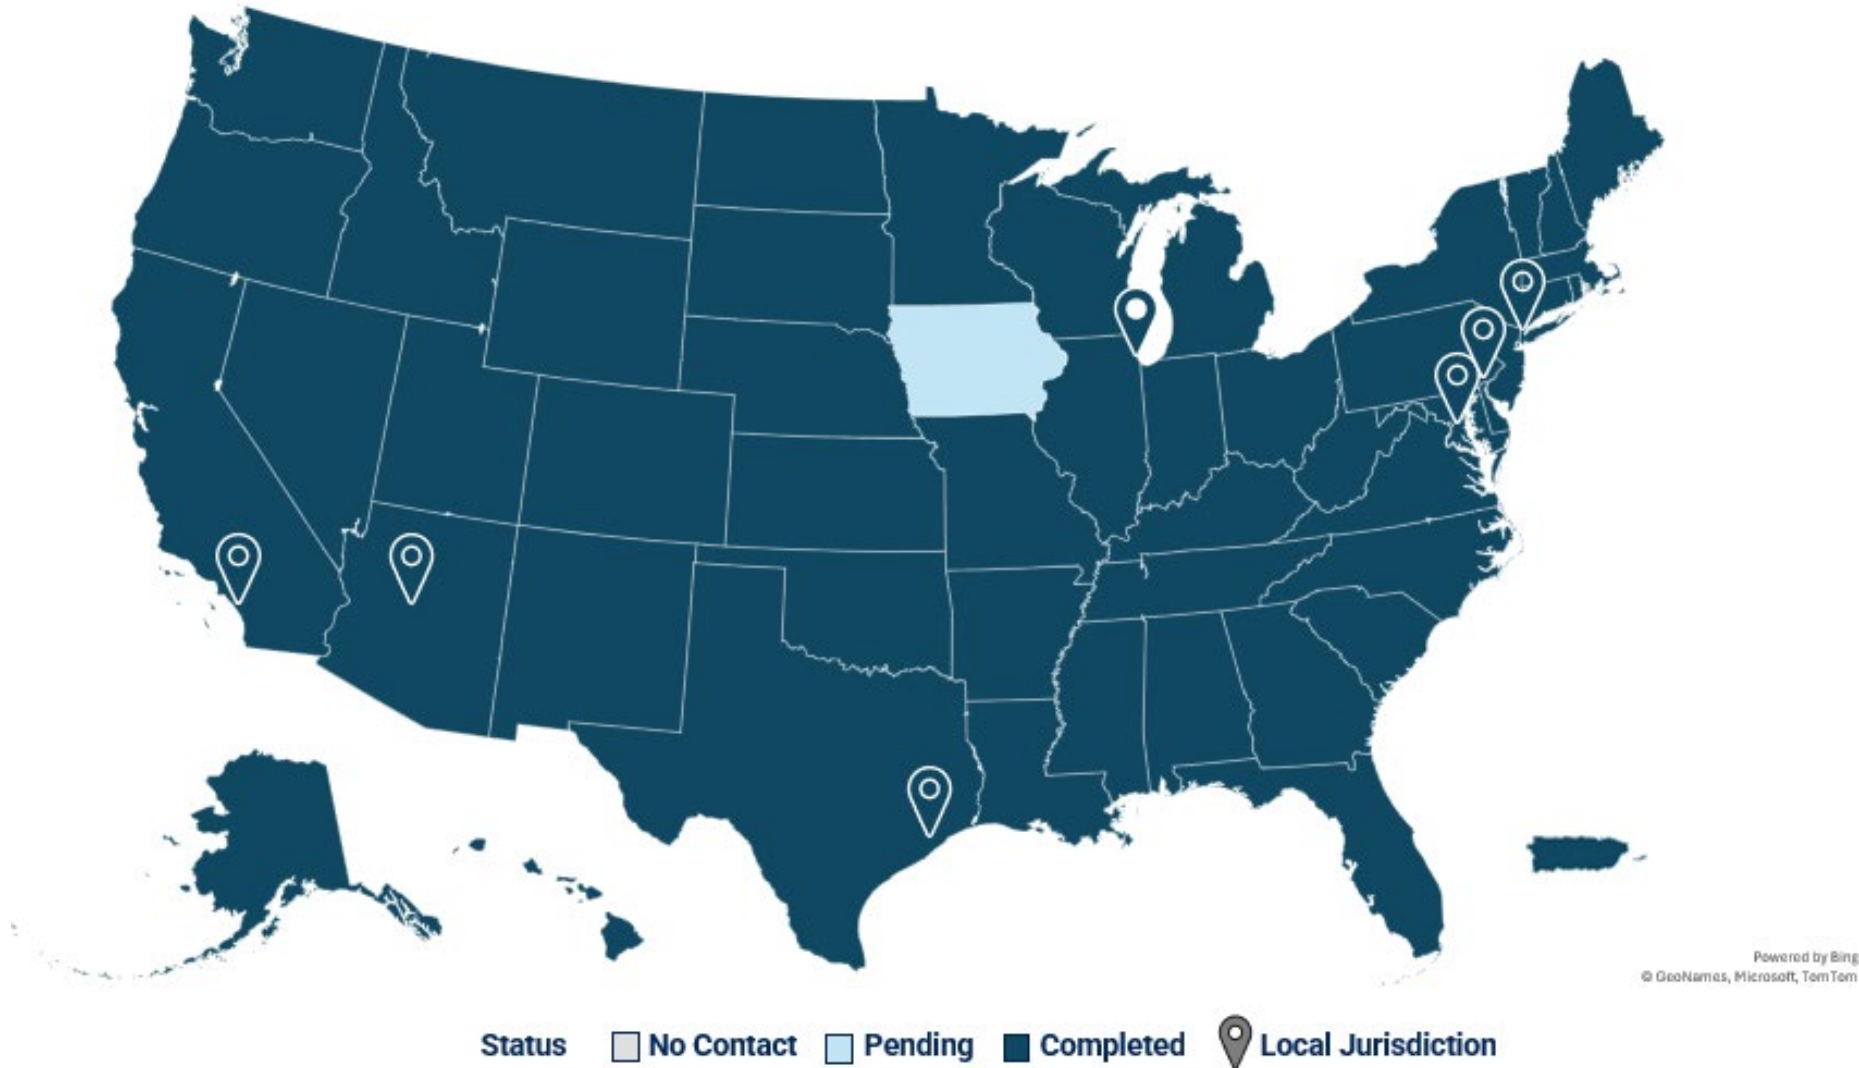 Powered by Bing
© GeoNames, Microsoft, TomTom
Status No Contact Pending Completed Local Jurisdiction